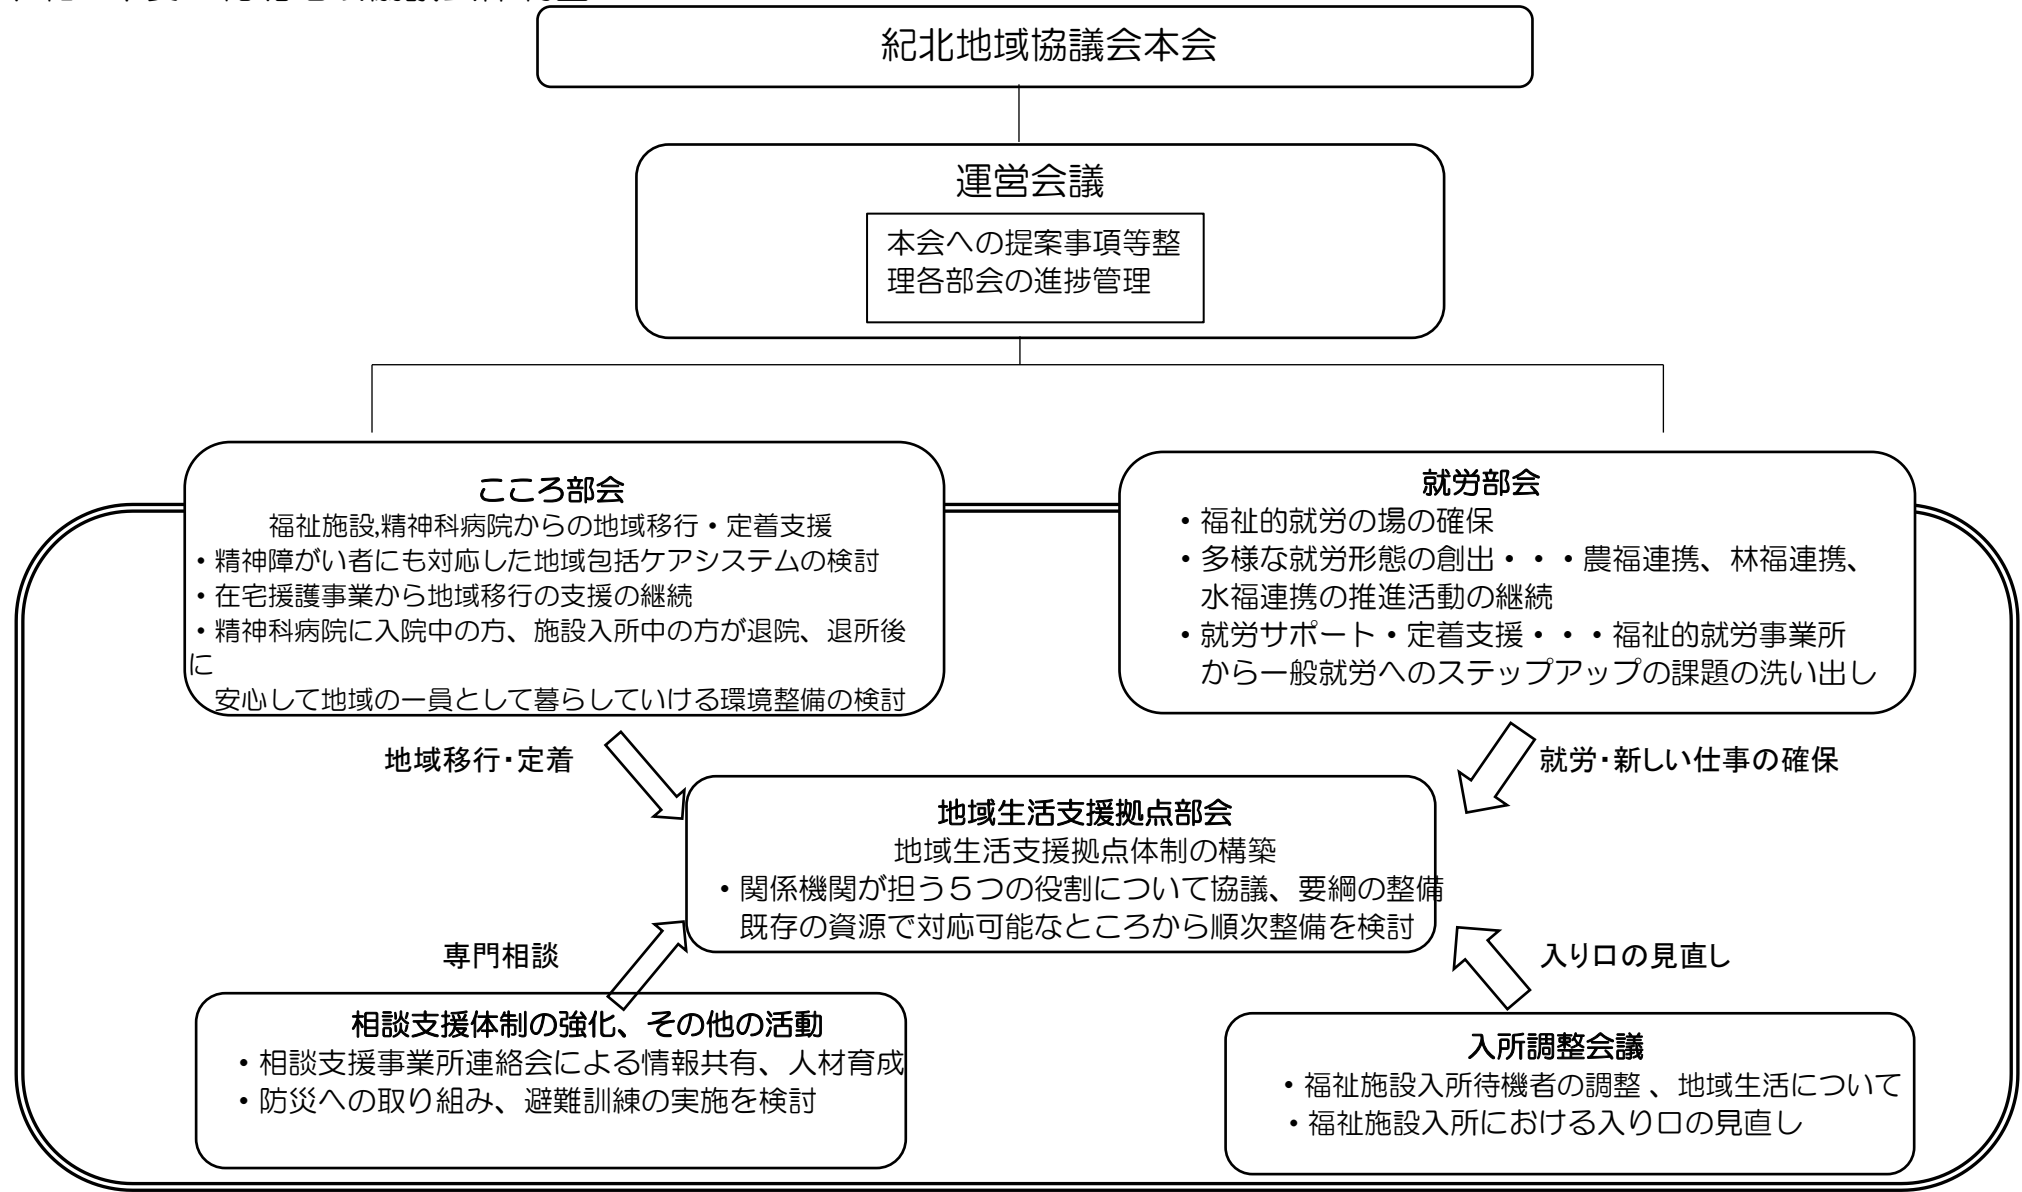 紀北地域協議会本会
運営会議
本会への提案事項等整
理各部会の進捗管理
こころ部会
福祉施設,精神科病院からの地域移行・定着支援
・精神障がい者にも対応した地域包括ケアシステムの検討
・在宅援護事業から地域移行の支援の継続
・精神科病院に入院中の方、施設入所中の方が退院、退所後
に
安心して地域の一員として暮らしていける環境整備の検討
就労部会
・福祉的就労の場の確保
・多様な就労形態の創出・・・農福連携、林福連携、
水福連携の推進活動の継続
・就労サポート・定着支援・・・福祉的就労事業所
から一般就労へのステップアップの課題の洗い出し
地域移行・定着
就労・新しい仕事の確保
地域生活支援拠点部会
地域生活支援拠点体制の構築
・関係機関が担う５つの役割について協議、要綱の整備
既存の資源で対応可能なところから順次整備を検討
専門相談
入り口の見直し
相談支援体制の強化、その他の活動
・相談支援事業所連絡会による情報共有、人材育成
・防災への取り組み、避難訓練の実施を検討
入所調整会議
・福祉施設入所待機者の調整 、地域生活について
・福祉施設入所における入り口の見直し